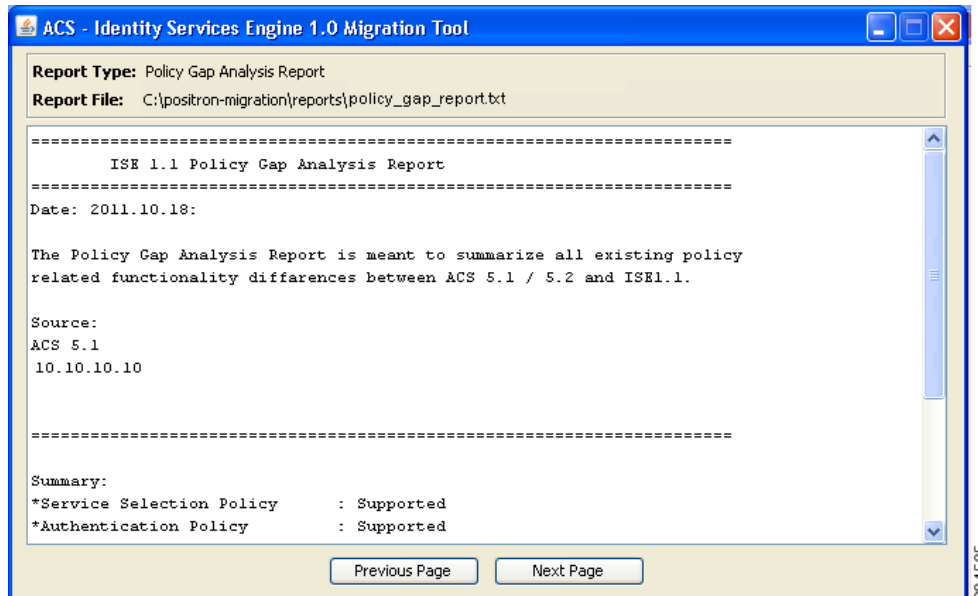 ACS - Identity Services Engine 1.0 Migration Tool
Report Type: Policy Gap Analysis Report
Report File: C:\positron-migration\reports\policy_gap_report.txt
=======================================================================
ISE 1.1 Policy Gap Analysis Report
=======================================================================
Date: 2011.10.18:
The Policy Gap Analysis Report is meant to summarize all existing policy
related functionality diffarences between ACS 5.1 / 5.2 and ISE1.1.
Source:
ACS 5.1
10.10.10.10
=======================================================================
Summary:
*Service Selection Policy : Supported
*Authentication Policy : Supported
Previous Page Next Page